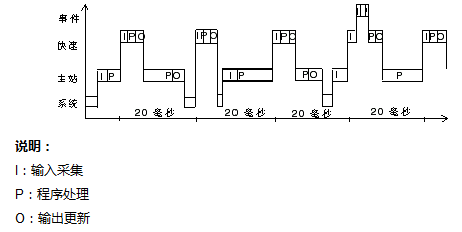 事件
I I
快速
I P O I P O I P O I P O I P O
主站
I P P O I P P O I P
系统
20 毫秒 20 毫秒 20 毫秒 20 毫秒
说明：
I：输入采集
P：程序处理
O：输出更新